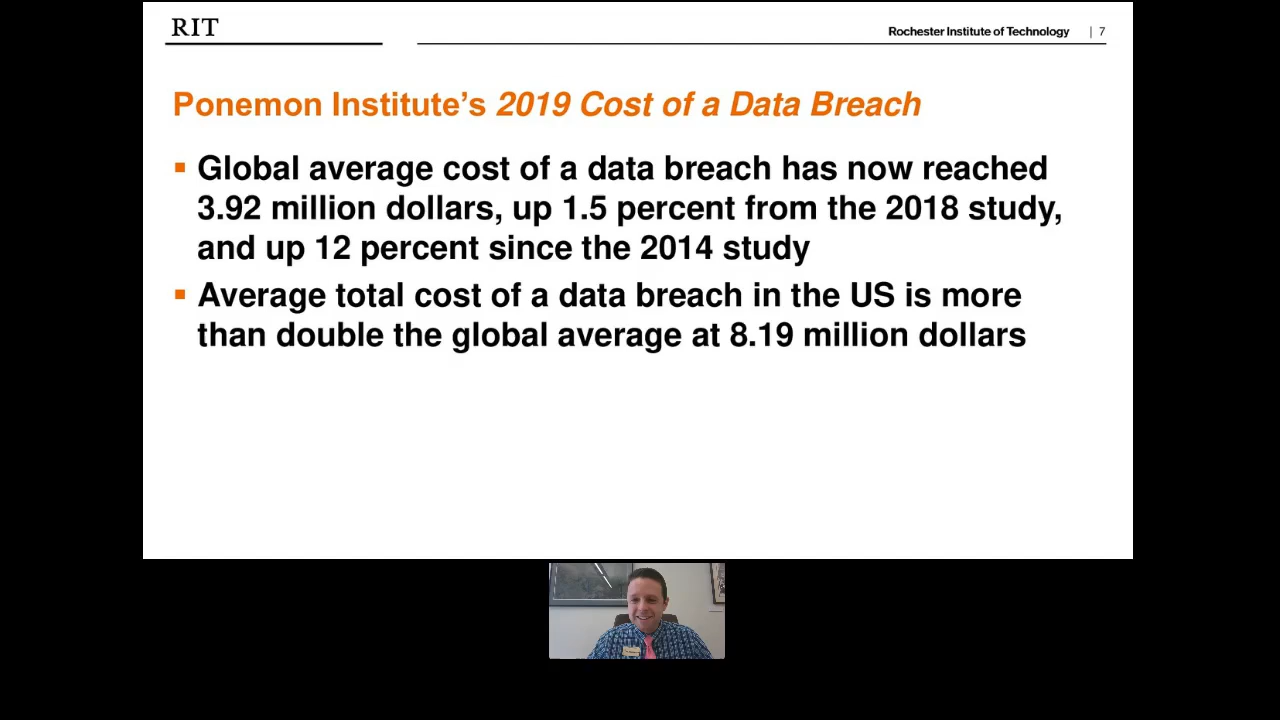 RIT
Rochester Institute of Technology | 7
Ponemon Institute's 2019 Cost of a Data Breach
▪ Global average cost of a data breach has now reached
3.92 million dollars, up 1.5 percent from the 2018 study,
and up 12 percent since the 2014 study
▪ Average total cost of a data breach in the US is more
than double the global average at 8.19 million dollars